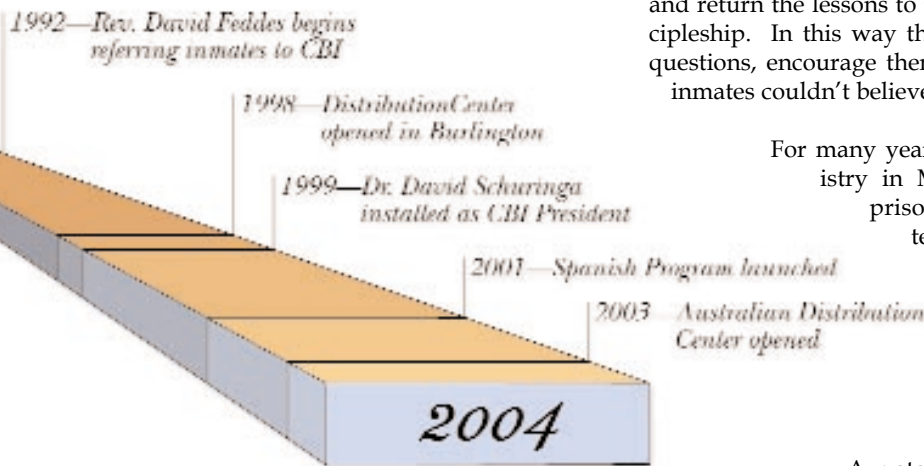 1992—Rev. David Feddes begins
referring inmates to CBI
1998—Distribution Center
opened in Burlington
1999—Dr. David Schuringa
installed as CBI President
2001—Spanish Program launched
2003—Australian Distribution
Center opened
2004
and return the lessons to
cipleship. In this way th
questions, encourage ther
inmates couldn't believe
For many year
istry in M
priso
te